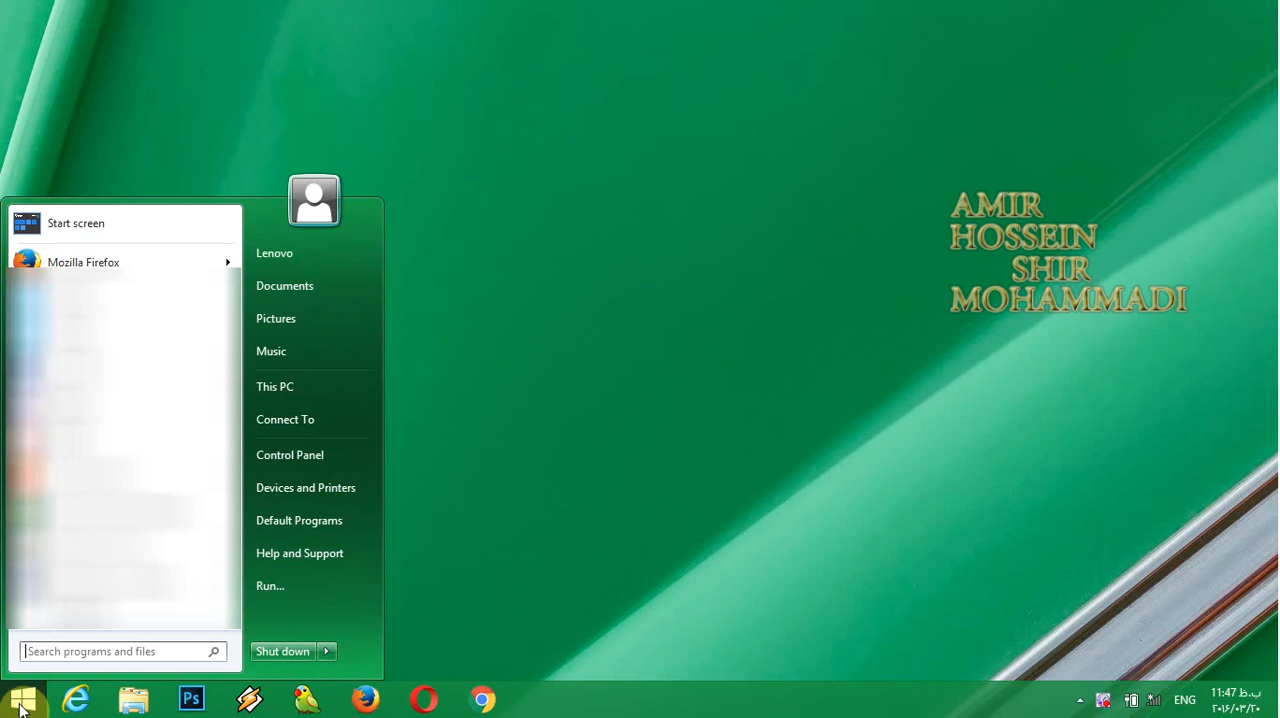 AMIR
HOSSEIN
SHIR
MOHAMMADI
Start screen
Mozilla Firefox
Lenovo
Documents
Pictures
Music
This PC
Connect To
Control Panel
Devices and Printers
Default Programs
Help and Support
Run...
Search programs and files
Shut down
Ps
ENG
11:47 ب.ظ
۲۰۱۶/۰۳/۲۰